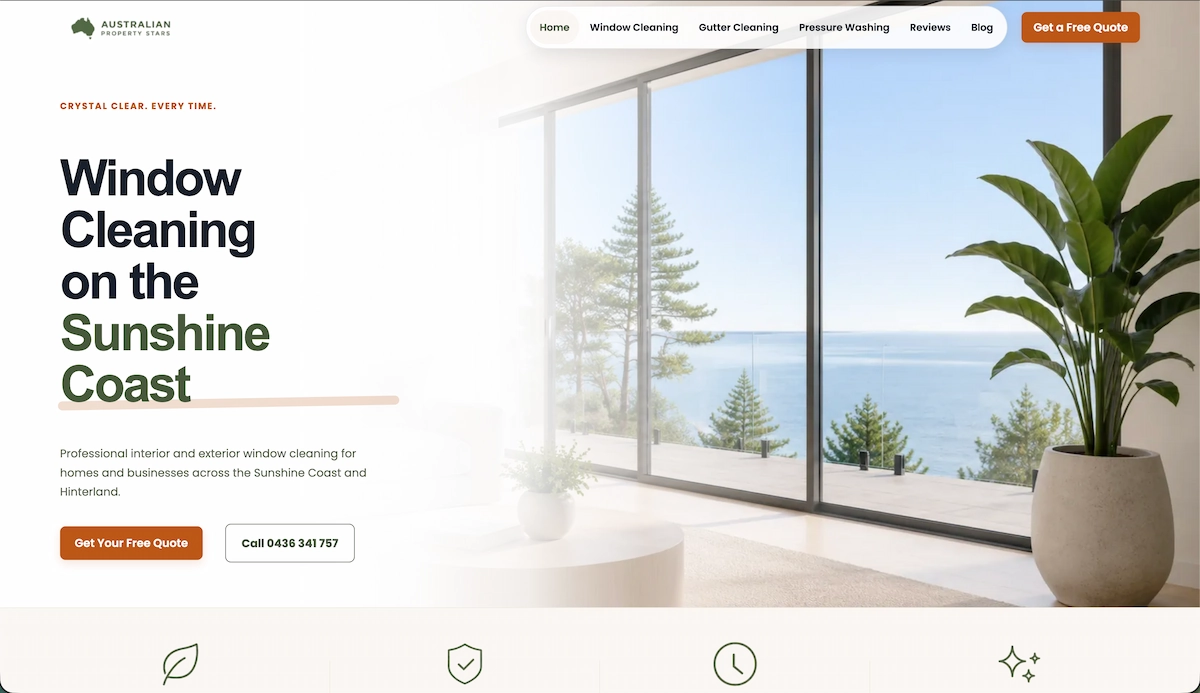 AUSTRALIAN
PROPERTY STARS
Home
Window Cleaning
Gutter Cleaning
Pressure Washing
Reviews
Blog
Get a Free Quote
CRYSTAL CLEAR. EVERY TIME.
Window
Cleaning
on the
Sunshine
Coast
Professional interior and exterior window cleaning for
homes and businesses across the Sunshine Coast and
Hinterland.
Get Your Free Quote
Call 0436 341 757